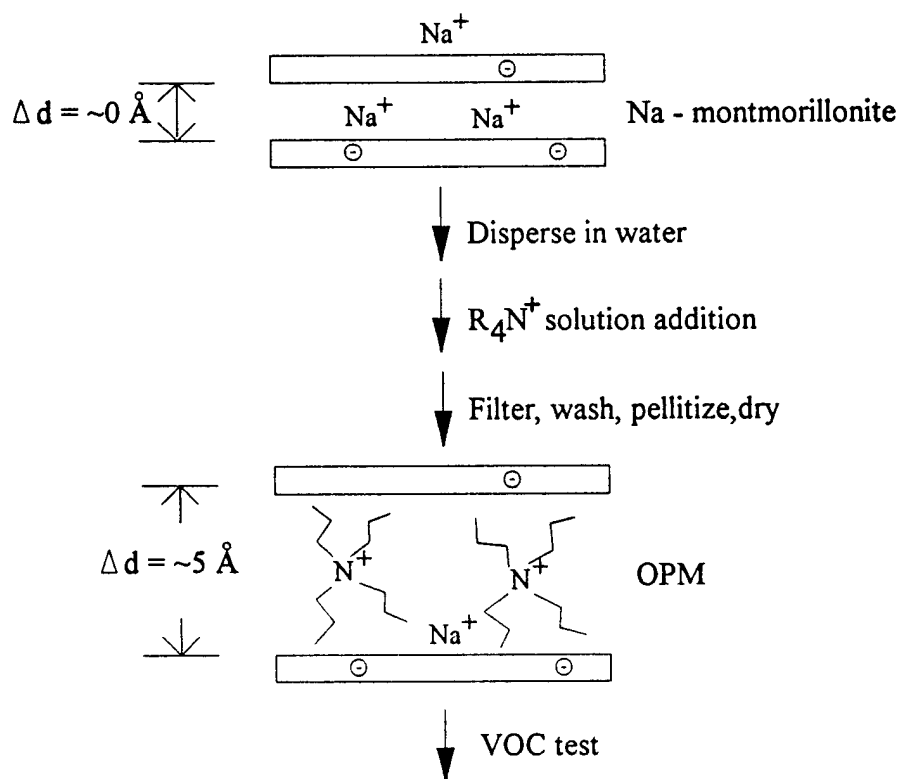 Na+
⊖
Δ d = ~0 Å
Na+ Na+
Na - montmorillonite
⊖ ⊖
Disperse in water
R4N+ solution addition
Filter, wash, pellitize,dry
⊖
Δ d = ~5 Å
N+ N+
OPM
Na+
⊖ ⊖
VOC test